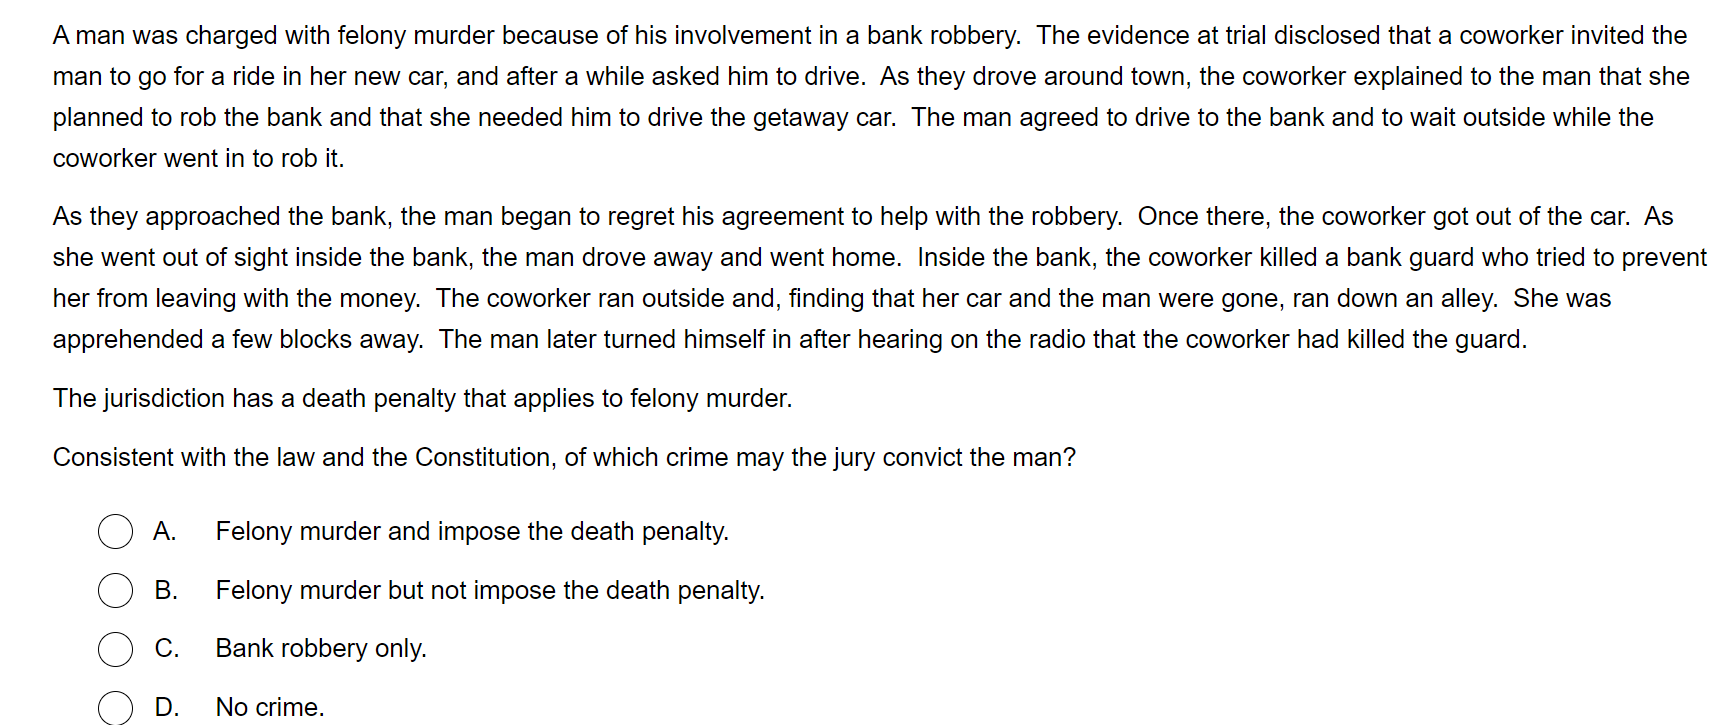 A man was charged with felony murder because of his involvement in a bank robbery.  The evidence at trial disclosed that a coworker invited the
man to go for a ride in her new car, and after a while asked him to drive.  As they drove around town, the coworker explained to the man that she
planned to rob the bank and that she needed him to drive the getaway car.  The man agreed to drive to the bank and to wait outside while the
coworker went in to rob it.
As they approached the bank, the man began to regret his agreement to help with the robbery.  Once there, the coworker got out of the car.  As
she went out of sight inside the bank, the man drove away and went home.  Inside the bank, the coworker killed a bank guard who tried to prevent
her from leaving with the money.  The coworker ran outside and, finding that her car and the man were gone, ran down an alley.  She was
apprehended a few blocks away.  The man later turned himself in after hearing on the radio that the coworker had killed the guard.
The jurisdiction has a death penalty that applies to felony murder.
Consistent with the law and the Constitution, of which crime may the jury convict the man?
A. Felony murder and impose the death penalty.
B. Felony murder but not impose the death penalty.
C. Bank robbery only.
D. No crime.